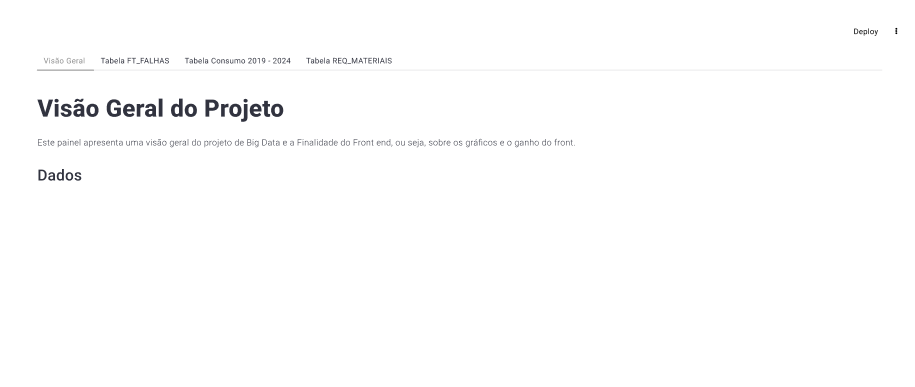 Deploy
Visão Geral Tabela FT_FALHAS Tabela Consumo 2019 - 2024 Tabela REQ_MATERIAIS
Visão Geral do Projeto
Este painel apresenta uma visão geral do projeto de Big Data e a Finalidade do Front end, ou seja, sobre os gráficos e o ganho do front.
Dados